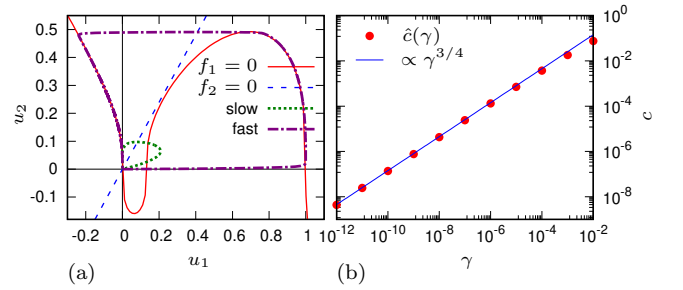 0.5
0.4
0.3
0.2
0.1
0
-0.1
u₂
f₁ = 0
f₂ = 0
slow
fast
-0.2 0 0.2 0.4 0.6 0.8 1
u₁
(a)
ĉ(γ)
∝ γ³/⁴
10⁰
10⁻²
10⁻⁴
10⁻⁶
10⁻⁸
c
10⁻¹² 10⁻¹⁰ 10⁻⁸ 10⁻⁶ 10⁻⁴ 10⁻²
γ
(b)